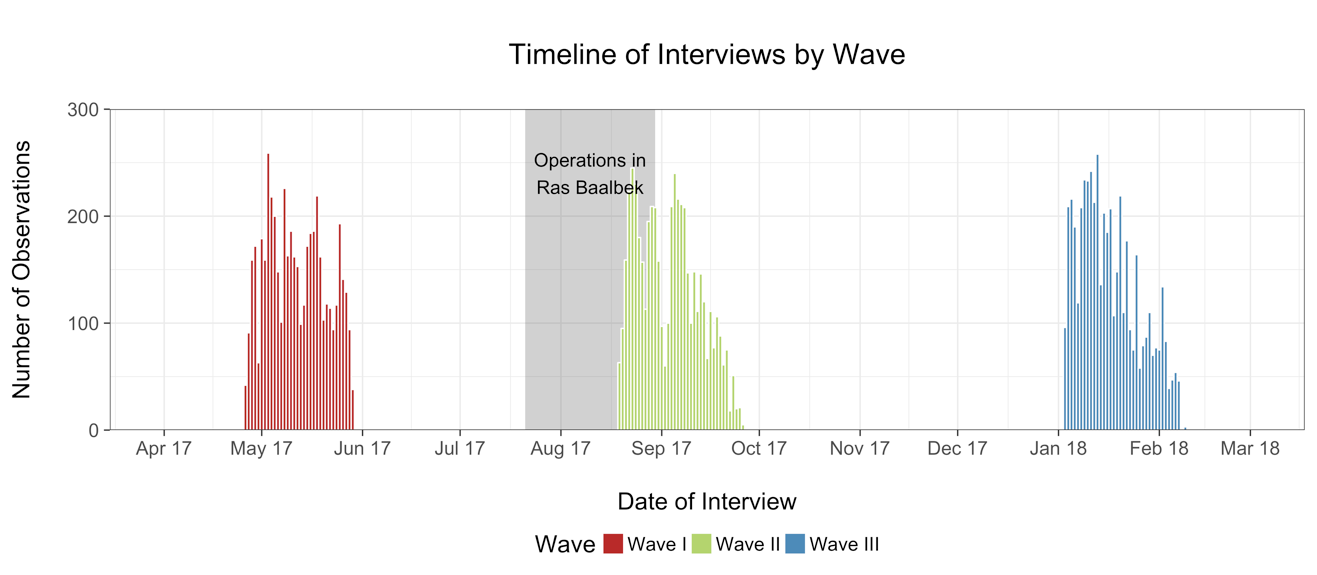 Timeline of Interviews by Wave
Number of Observations
300
200
100
0
Operations in
Ras Baalbek
Apr 17 May 17 Jun 17 Jul 17 Aug 17 Sep 17 Oct 17 Nov 17 Dec 17 Jan 18 Feb 18 Mar 18
Date of Interview
Wave Wave I Wave II Wave III